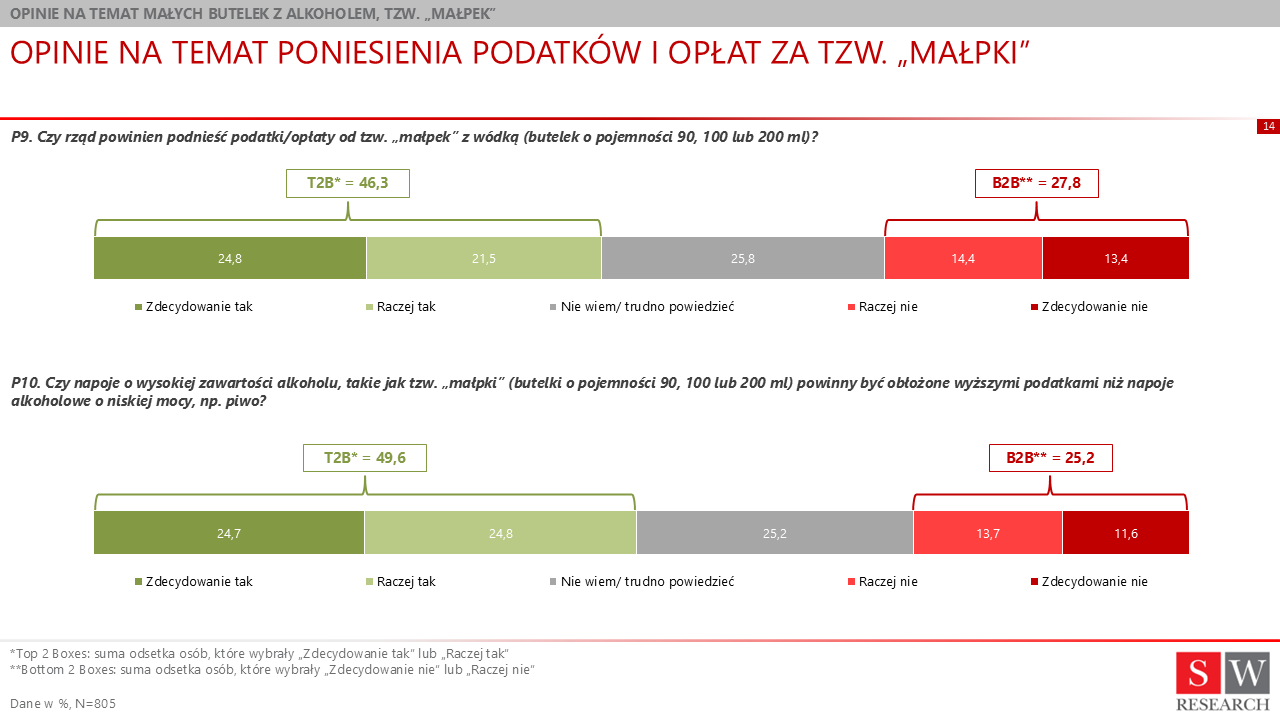 OPINIE NA TEMAT MAŁYCH BUTELEK Z ALKOHOLEM, TZW. „MAŁPEK”
OPINIE NA TEMAT PONIESIENIA PODATKÓW I OPŁAT ZA TZW. „MAŁPKI”
14
P9. Czy rząd powinien podnieść podatki/opłaty od tzw. „małpek” z wódką (butelek o pojemności 90, 100 lub 200 ml)?
T2B* = 46,3
B2B** = 27,8
24,8 21,5 25,8 14,4 13,4
Zdecydowanie tak Raczej tak Nie wiem/ trudno powiedzieć Raczej nie Zdecydowanie nie
P10. Czy napoje o wysokiej zawartości alkoholu, takie jak tzw. „małpki” (butelki o pojemności 90, 100 lub 200 ml) powinny być obłożone wyższymi podatkami niż napoje
alkoholowe o niskiej mocy, np. piwo?
T2B* = 49,6
B2B** = 25,2
24,7 24,8 25,2 13,7 11,6
Zdecydowanie tak Raczej tak Nie wiem/ trudno powiedzieć Raczej nie Zdecydowanie nie
*Top 2 Boxes: suma odsetka osób, które wybrały „Zdecydowanie tak” lub „Raczej tak”
**Bottom 2 Boxes: suma odsetka osób, które wybrały „Zdecydowanie nie” lub „Raczej nie”
Dane w %, N=805
S W
RESEARCH